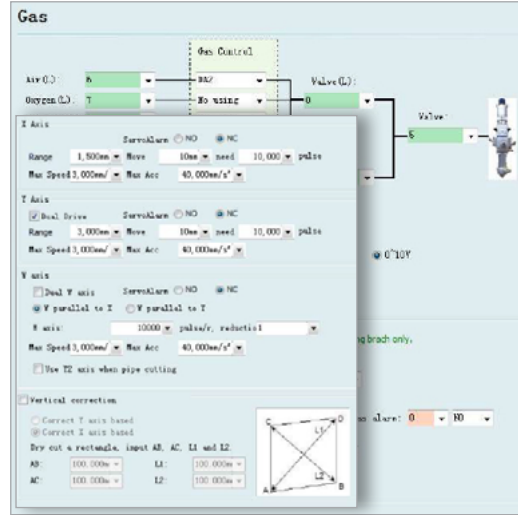 Gas
Gas Control
Air(L): 6 DA2 Valve(L):
Oxygen(L): 7 No using 0 Valve:
5
X Axis
ServoAlarm NO NC
Range 1,500mm Move 10mm need 10,000 pulse
Max Speed 3,000mm/ Max Acc 40,000mm/s²
Y Axis
Dual Drive ServoAlarm NO NC
Range 3,000mm Move 10mm need 10,000 pulse
Max Speed 3,000mm/ Max Acc 40,000mm/s²
0~10V
W axis
Dual W axis ServoAlarm NO NC
W parallel to X W parallel to Y
W axis: 10000 pulse/r, reductio1
Max Speed 3,000mm/ Max Acc 40,000mm/s²
ng brach only.
Use Y2 axis when pipe cutting
Vertical correction
Correct Y axis based
Correct X axis based
Dry cut a rectangle, input AB, AC, L1 and L2.
AB: 100.000m L1: 100.000m
AC: 100.000m L2: 100.000m
C D
L1
L2
A B
alarm: 0 NO